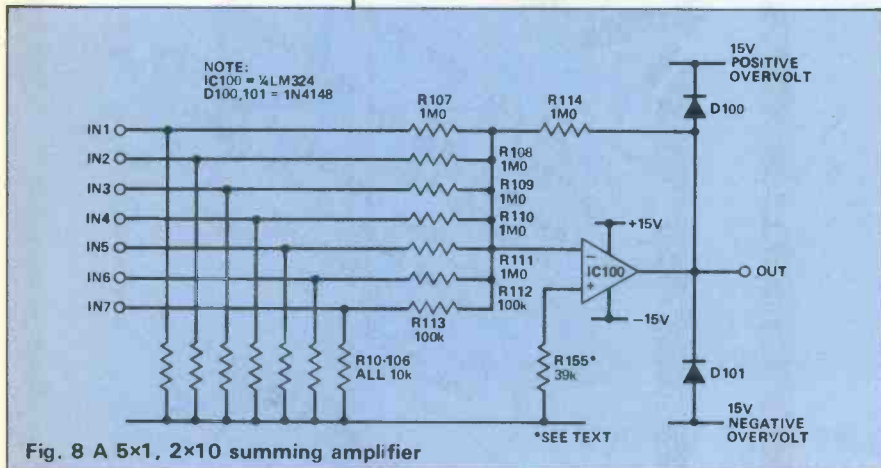 NOTE:
IC100 = ¼LM324
D100,101 = 1N4148
15V
POSITIVE
OVERVOLT
D100
R107
1M0
R114
1M0
IN1
IN2
R108
1M0
IN3
R109
1M0
IN4
R110
1M0
IN5
R111
1M0
IN6
R112
100k
IN7
R113
100k
+15V
−
IC100
+
−15V
OUT
R10-106
ALL 10k
R155*
39k
D101
15V
NEGATIVE
OVERVOLT
*SEE TEXT
Fig. 8 A 5×1, 2×10 summing amplifier